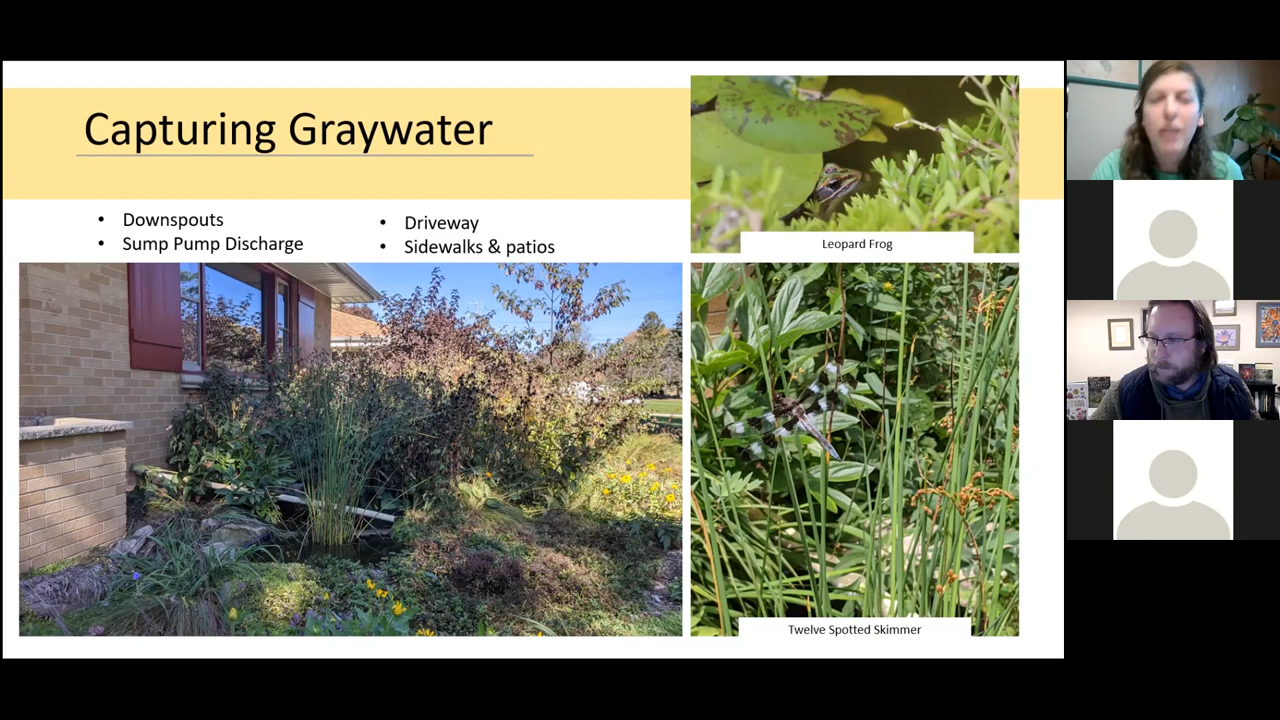 Capturing Graywater
• Downspouts
• Sump Pump Discharge
• Driveway
• Sidewalks & patios
Leopard Frog
Twelve Spotted Skimmer